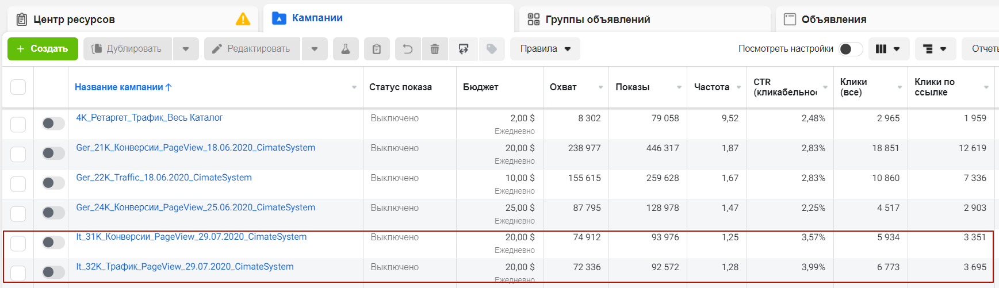 Центр ресурсов
Кампании
Группы объявлений
Объявления
+ Создать
Дублировать
Редактировать
Правила
Посмотреть настройки
Отчеты
Название кампании ↑
Статус показа
Бюджет
Охват
Показы
Частота
CTR
(кликабельнос
Клики
(все)
Клики по
ссылке
4K_Ретаргет_Трафик_Весь Каталог Выключено 2,00 $ 8 302 79 058 9,52 2,48% 2 965 1 959
Ежедневно
Ger_21K_Конверсии_PageView_18.06.2020_CimateSystem Выключено 20,00 $ 238 977 446 317 1,87 2,83% 18 851 12 619
Ежедневно
Ger_22K_Traffic_18.06.2020_CimateSystem Выключено 10,00 $ 155 615 259 628 1,67 2,83% 10 860 7 336
Ежедневно
Ger_24K_Конверсии_PageView_25.06.2020_CimateSystem Выключено 25,00 $ 87 795 128 978 1,47 2,25% 4 517 2 903
Ежедневно
It_31K_Конверсии_PageView_29.07.2020_CimateSystem Выключено 20,00 $ 74 912 93 976 1,25 3,57% 5 934 3 351
Ежедневно
It_32K_Трафик_PageView_29.07.2020_CimateSystem Выключено 20,00 $ 72 336 92 572 1,28 3,99% 6 773 3 695
Ежедневно